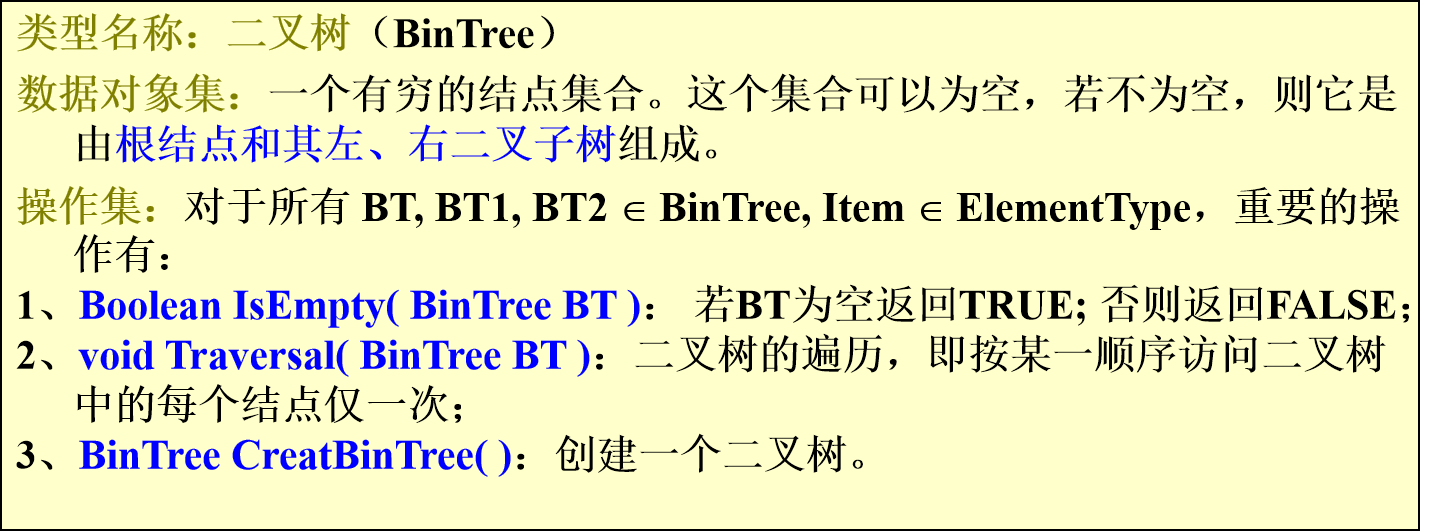 类型名称：二叉树（BinTree）
数据对象集：一个有穷的结点集合。这个集合可以为空，若不为空，则它是
由根结点和其左、右二叉子树组成。
操作集：对于所有 BT, BT1, BT2 ∈ BinTree, Item ∈ ElementType，重要的操
作有：
1、Boolean IsEmpty( BinTree BT )： 若BT为空返回TRUE; 否则返回FALSE；
2、void Traversal( BinTree BT )：二叉树的遍历，即按某一顺序访问二叉树
中的每个结点仅一次；
3、BinTree CreatBinTree( )：创建一个二叉树。